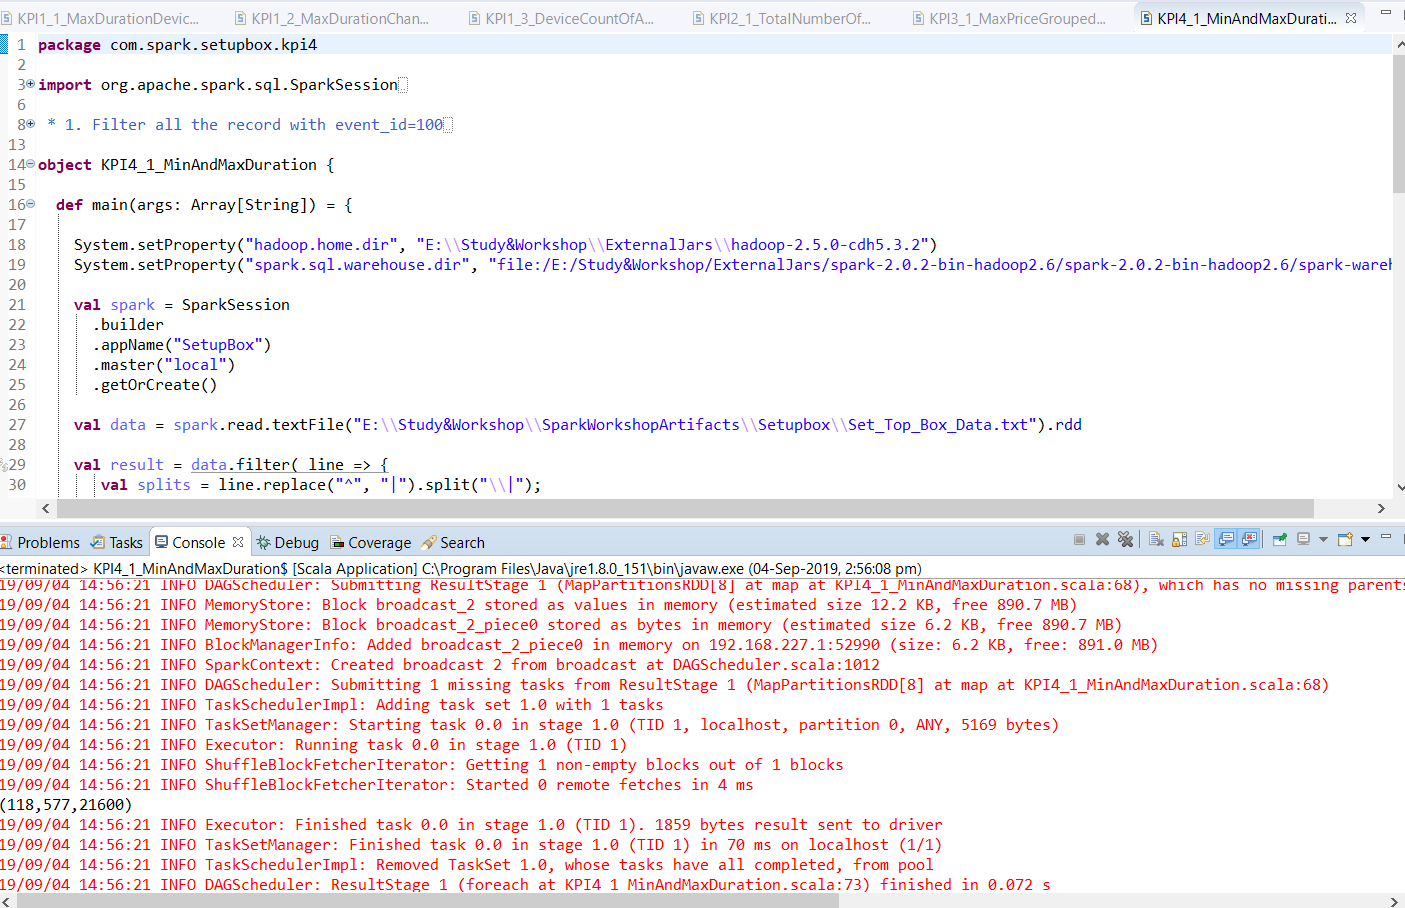 KPI1_1_MaxDurationDevic... KPI1_2_MaxDurationChan... KPI1_3_DeviceCountOfA... KPI2_1_TotalNumberOf... KPI3_1_MaxPriceGrouped... KPI4_1_MinAndMaxDurati...
1 package com.spark.setupbox.kpi4
2
3 import org.apache.spark.sql.SparkSession
6
8 * 1. Filter all the record with event_id=100
13
14 object KPI4_1_MinAndMaxDuration {
15
16 def main(args: Array[String]) = {
17
18 System.setProperty("hadoop.home.dir", "E:\\Study&Workshop\\ExternalJars\\hadoop-2.5.0-cdh5.3.2")
19 System.setProperty("spark.sql.warehouse.dir", "file:/E:/Study&Workshop/ExternalJars/spark-2.0.2-bin-hadoop2.6/spark-2.0.2-bin-hadoop2.6/spark-wareh
20
21 val spark = SparkSession
22 .builder
23 .appName("SetupBox")
24 .master("local")
25 .getOrCreate()
26
27 val data = spark.read.textFile("E:\\Study&Workshop\\SparkWorkshopArtifacts\\Setupbox\\Set_Top_Box_Data.txt").rdd
28
29 val result = data.filter( line => {
30 val splits = line.replace("^", "|").split("\\|");
Problems Tasks Console Debug Coverage Search
<terminated> KPI4_1_MinAndMaxDuration$ [Scala Application] C:\Program Files\Java\jre1.8.0_151\bin\javaw.exe (04-Sep-2019, 2:56:08 pm)
19/09/04 14:56:21 INFO DAGScheduler: Submitting ResultStage 1 (MapPartitionsRDD[8] at map at KPI4_1_MinAndMaxDuration.scala:68), which has no missing parents
19/09/04 14:56:21 INFO MemoryStore: Block broadcast_2 stored as values in memory (estimated size 12.2 KB, free 890.7 MB)
19/09/04 14:56:21 INFO MemoryStore: Block broadcast_2_piece0 stored as bytes in memory (estimated size 6.2 KB, free 890.7 MB)
19/09/04 14:56:21 INFO BlockManagerInfo: Added broadcast_2_piece0 in memory on 192.168.227.1:52990 (size: 6.2 KB, free: 891.0 MB)
19/09/04 14:56:21 INFO SparkContext: Created broadcast 2 from broadcast at DAGScheduler.scala:1012
19/09/04 14:56:21 INFO DAGScheduler: Submitting 1 missing tasks from ResultStage 1 (MapPartitionsRDD[8] at map at KPI4_1_MinAndMaxDuration.scala:68)
19/09/04 14:56:21 INFO TaskSchedulerImpl: Adding task set 1.0 with 1 tasks
19/09/04 14:56:21 INFO TaskSetManager: Starting task 0.0 in stage 1.0 (TID 1, localhost, partition 0, ANY, 5169 bytes)
19/09/04 14:56:21 INFO Executor: Running task 0.0 in stage 1.0 (TID 1)
19/09/04 14:56:21 INFO ShuffleBlockFetcherIterator: Getting 1 non-empty blocks out of 1 blocks
19/09/04 14:56:21 INFO ShuffleBlockFetcherIterator: Started 0 remote fetches in 4 ms
(118,577,21600)
19/09/04 14:56:21 INFO Executor: Finished task 0.0 in stage 1.0 (TID 1). 1859 bytes result sent to driver
19/09/04 14:56:21 INFO TaskSetManager: Finished task 0.0 in stage 1.0 (TID 1) in 70 ms on localhost (1/1)
19/09/04 14:56:21 INFO TaskSchedulerImpl: Removed TaskSet 1.0, whose tasks have all completed, from pool
19/09/04 14:56:21 INFO DAGScheduler: ResultStage 1 (foreach at KPI4_1_MinAndMaxDuration.scala:73) finished in 0.072 s